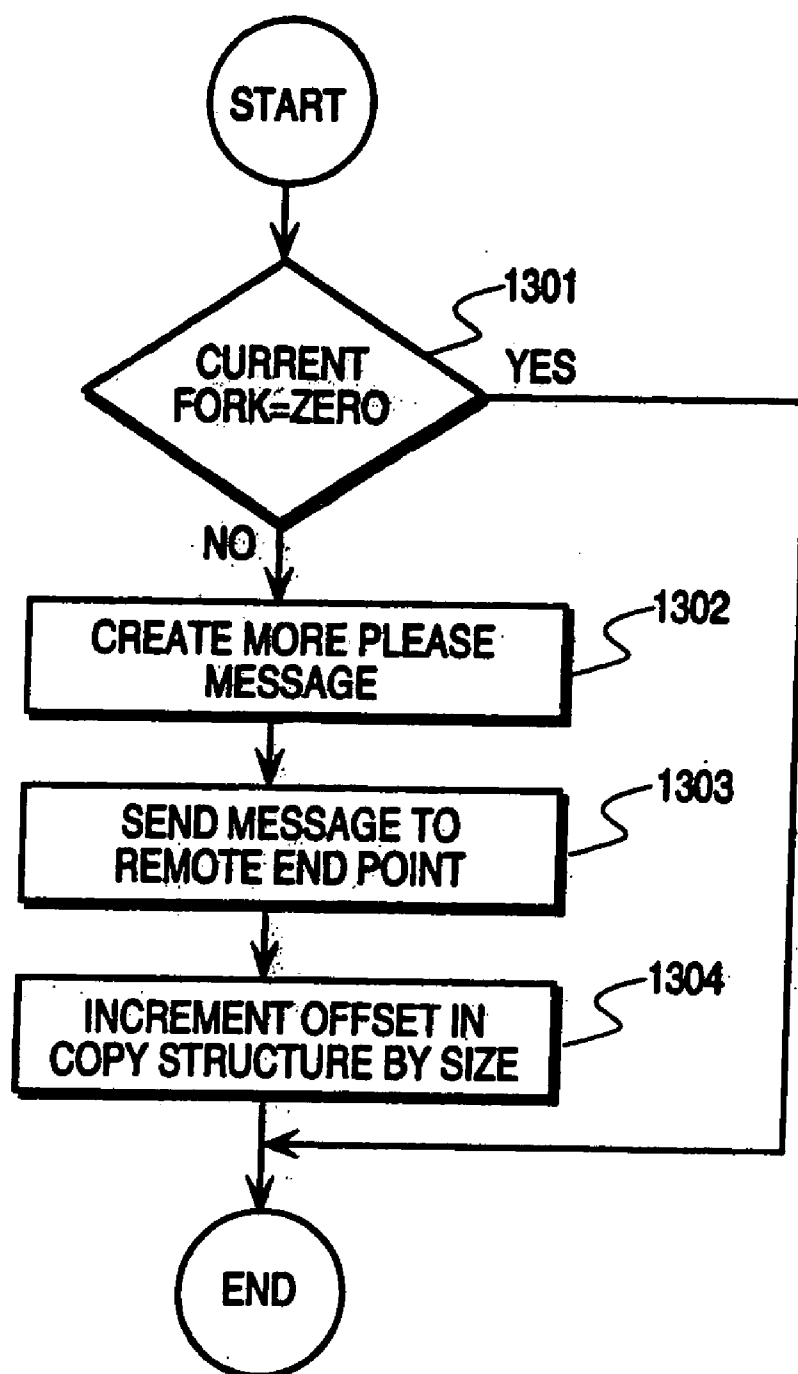 START
1301
CURRENT
FORK=ZERO
YES
NO
1302
CREATE MORE PLEASE
MESSAGE
1303
SEND MESSAGE TO
REMOTE END POINT
1304
INCREMENT OFFSET IN
COPY STRUCTURE BY SIZE
END